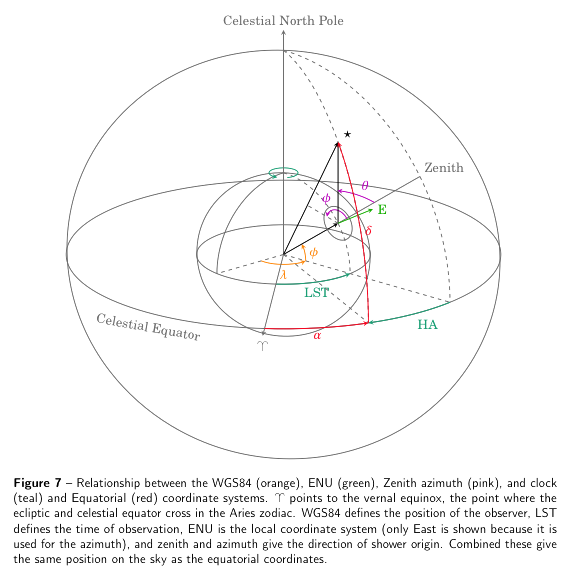 Celestial North Pole
★
Zenith
θ
ϕ
E
δ
ϕ
λ
LST
Celestial Equator
♈
α
HA
Figure 7 – Relationship between the WGS84 (orange), ENU (green), Zenith azimuth (pink), and clock
(teal) and Equatorial (red) coordinate systems. ♈ points to the vernal equinox, the point where the
ecliptic and celestial equator cross in the Aries zodiac. WGS84 defines the position of the observer, LST
defines the time of observation, ENU is the local coordinate system (only East is shown because it is
used for the azimuth), and zenith and azimuth give the direction of shower origin. Combined these give
the same position on the sky as the equatorial coordinates.